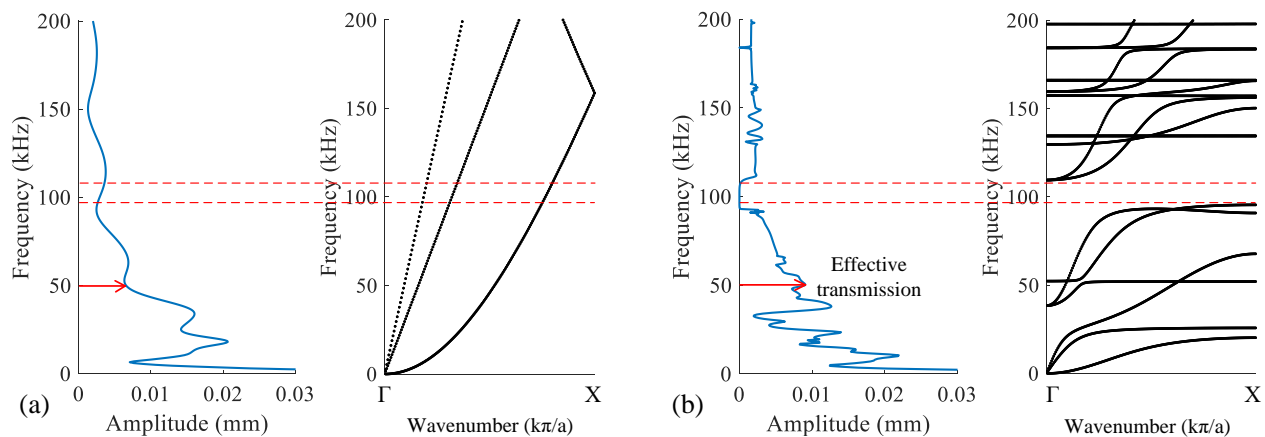 200
150
100
50
0
Frequency (kHz)
0
0.01
0.02
0.03
Amplitude (mm)
(a)
200
150
100
50
0
Frequency (kHz)
Γ
X
Wavenumber (kπ/a)
200
150
100
50
0
Frequency (kHz)
Effective
transmission
0
0.01
0.02
0.03
Amplitude (mm)
(b)
200
150
100
50
0
Frequency (kHz)
Γ
X
Wavenumber (kπ/a)